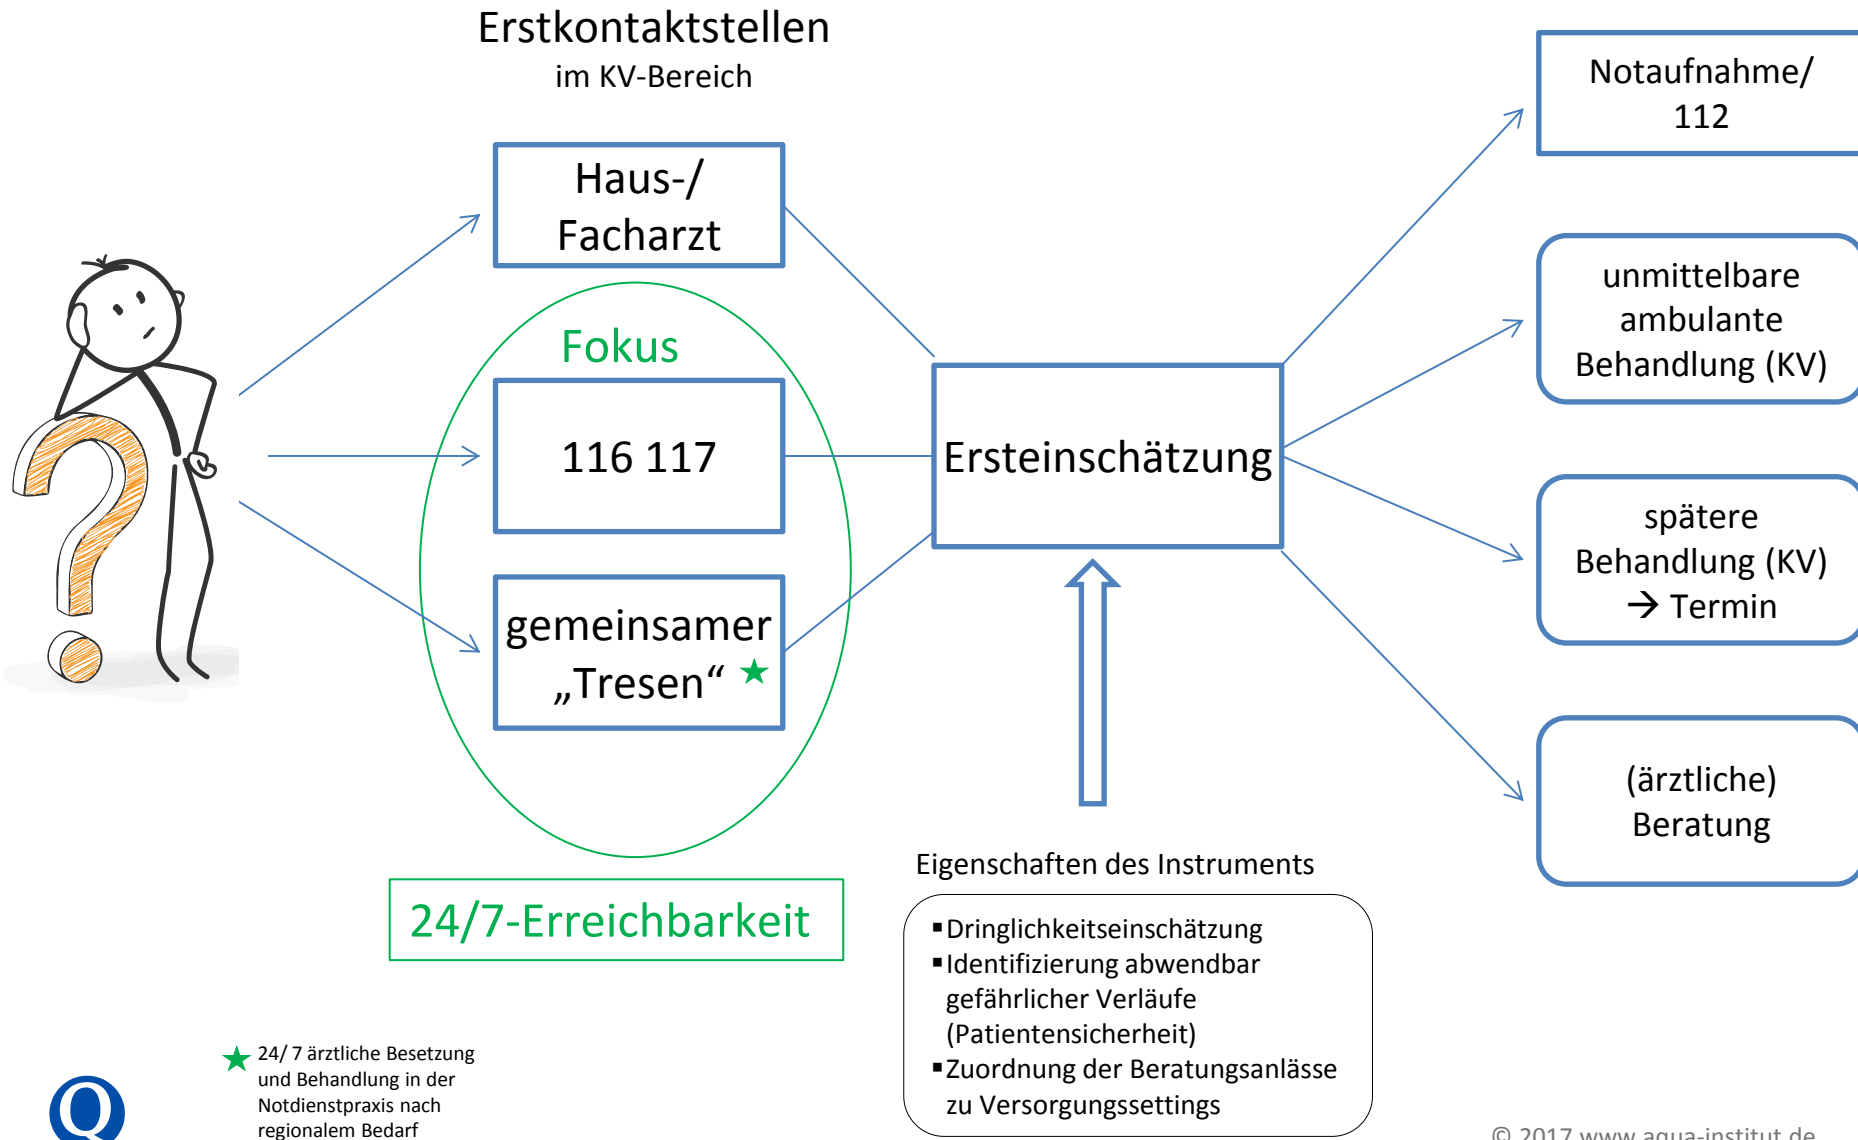 Erstkontaktstellen
im KV-Bereich
Haus-/
Facharzt
Fokus
116 117
gemeinsamer
„Tresen“
24/7-Erreichbarkeit
Ersteinschätzung
Eigenschaften des Instruments
▪Dringlichkeitseinschätzung
▪Identifizierung abwendbar
gefährlicher Verläufe
(Patientensicherheit)
▪Zuordnung der Beratungsanlässe
zu Versorgungssettings
Notaufnahme/
112
unmittelbare
ambulante
Behandlung (KV)
spätere
Behandlung (KV)
→ Termin
(ärztliche)
Beratung
24/ 7 ärztliche Besetzung
und Behandlung in der
Notdienstpraxis nach
regionalem Bedarf
Q
© 2017 www.aqua-institut.de